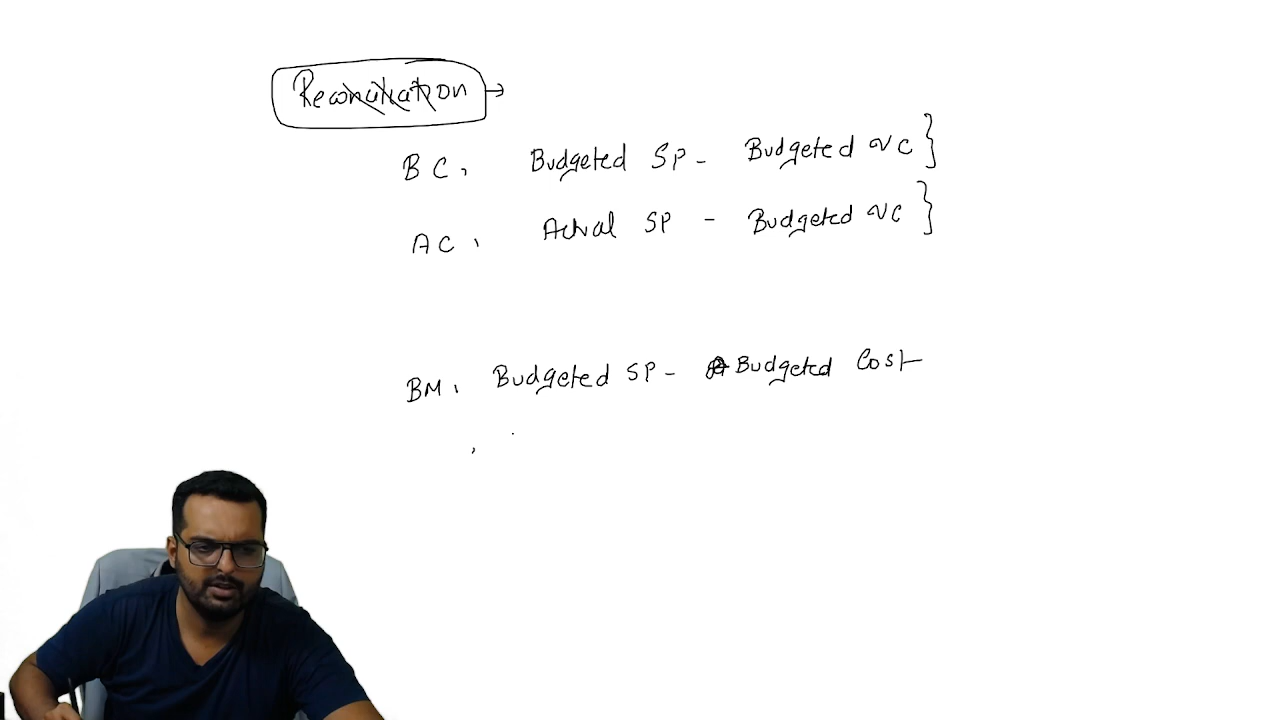 Reconciliation →
BC, Budgeted SP - Budgeted VC }
AC, Actual SP - Budgeted VC }
BM, Budgeted SP - Budgeted Cost